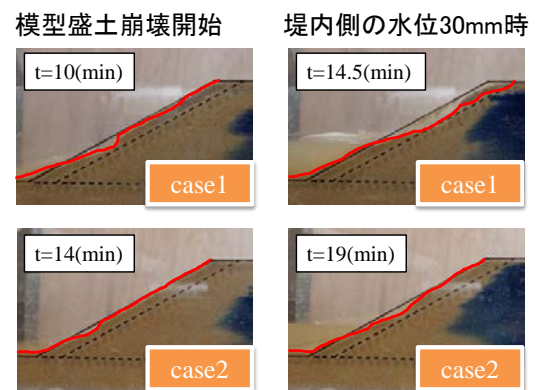 模型盛土崩壊開始
堤内側の水位30mm時
t=10(min)
case1
t=14.5(min)
case1
t=14(min)
case2
t=19(min)
case2